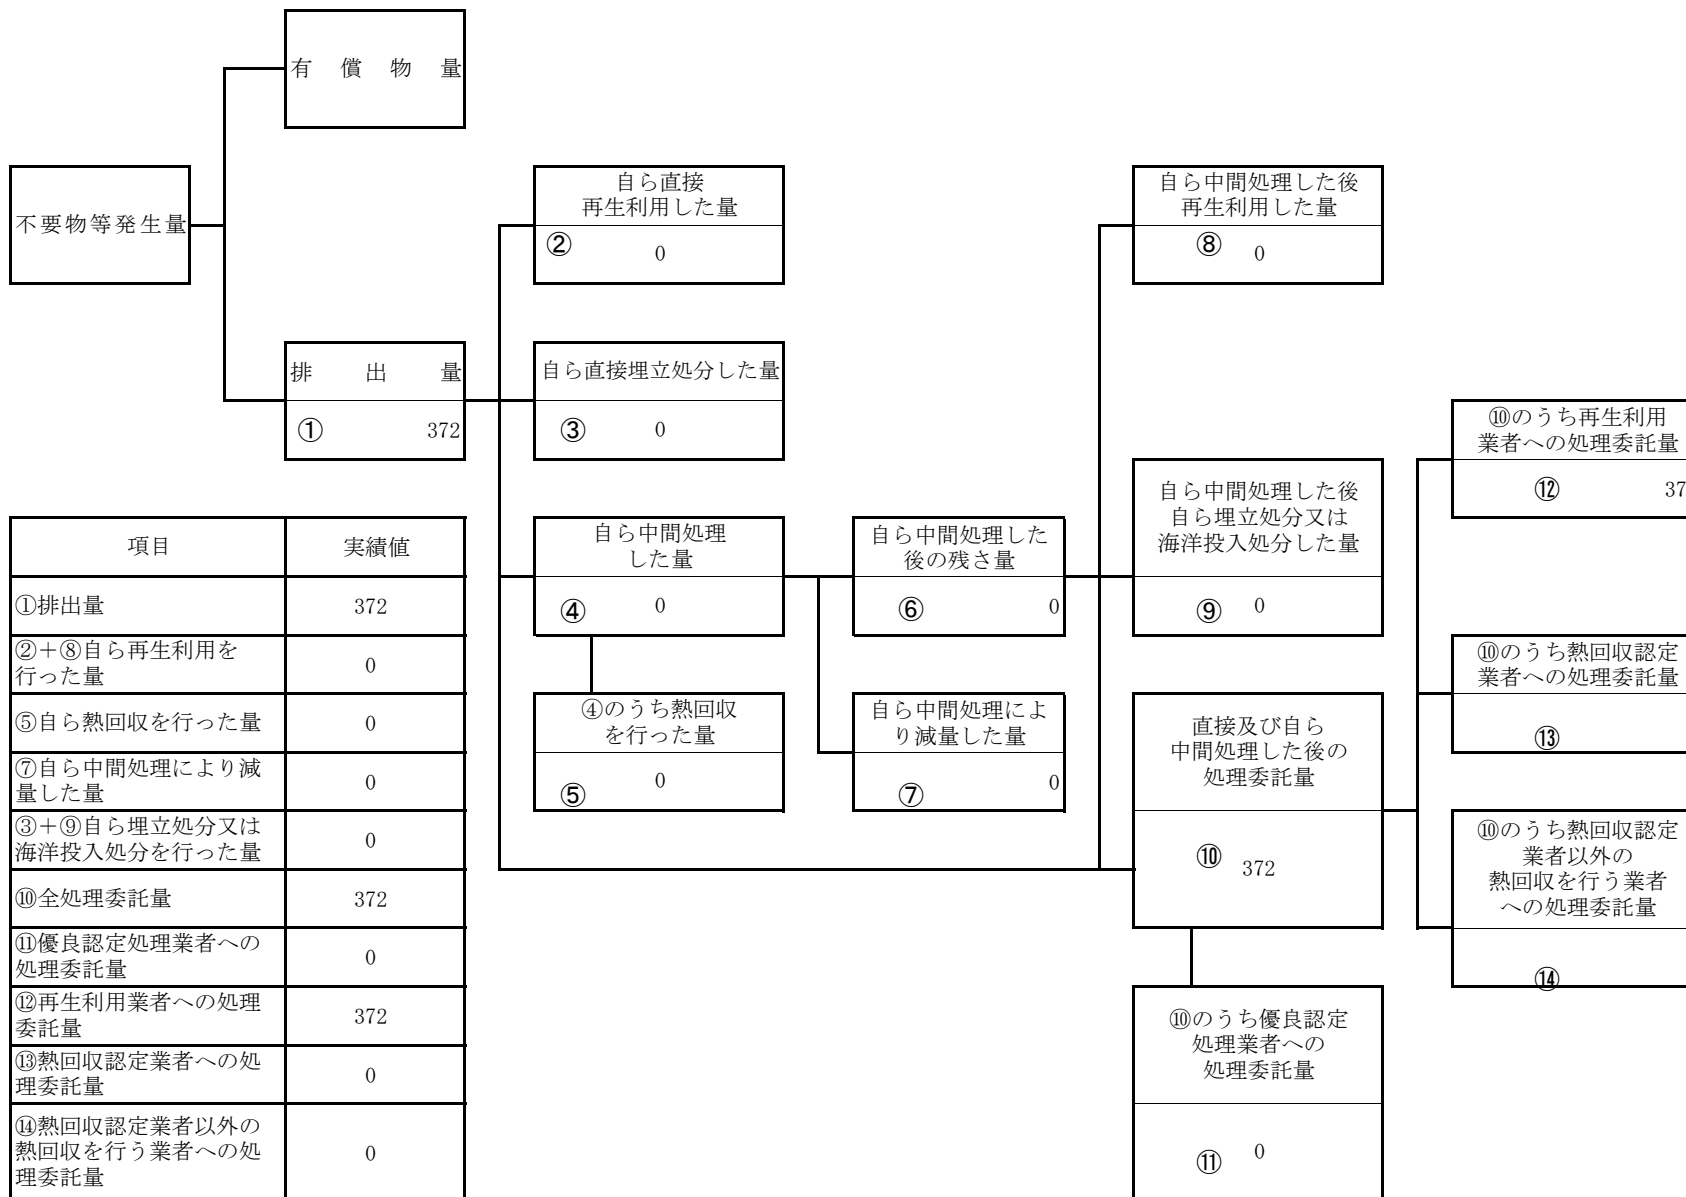 有償物量
不要物等発生量
排出量
① 372
自ら直接
再生利用した量
② 0
自ら直接埋立処分した量
③ 0
自ら中間処理
した量
④ 0
④のうち熱回収
を行った量
⑤ 0
自ら中間処理した
後の残さ量
⑥ 0
自ら中間処理によ
り減量した量
⑦ 0
自ら中間処理した後
再生利用した量
⑧ 0
自ら中間処理した後
自ら埋立処分又は
海洋投入処分した量
⑨ 0
直接及び自ら
中間処理した後の
処理委託量
⑩ 372
⑩のうち優良認定
処理業者への
処理委託量
⑪ 0
⑩のうち再生利用
業者への処理委託量
⑫ 37
⑩のうち熱回収認定
業者への処理委託量
⑬
⑩のうち熱回収認定
業者以外の
熱回収を行う業者
への処理委託量
⑭
項目 実績値
①排出量 372
②+⑧自ら再生利用を
行った量 0
⑤自ら熱回収を行った量 0
⑦自ら中間処理により減
量した量 0
③+⑨自ら埋立処分又は
海洋投入処分を行った量 0
⑩全処理委託量 372
⑪優良認定処理業者への
処理委託量 0
⑫再生利用業者への処理
委託量 372
⑬熱回収認定業者への処
理委託量 0
⑭熱回収認定業者以外の
熱回収を行う業者への処
理委託量 0